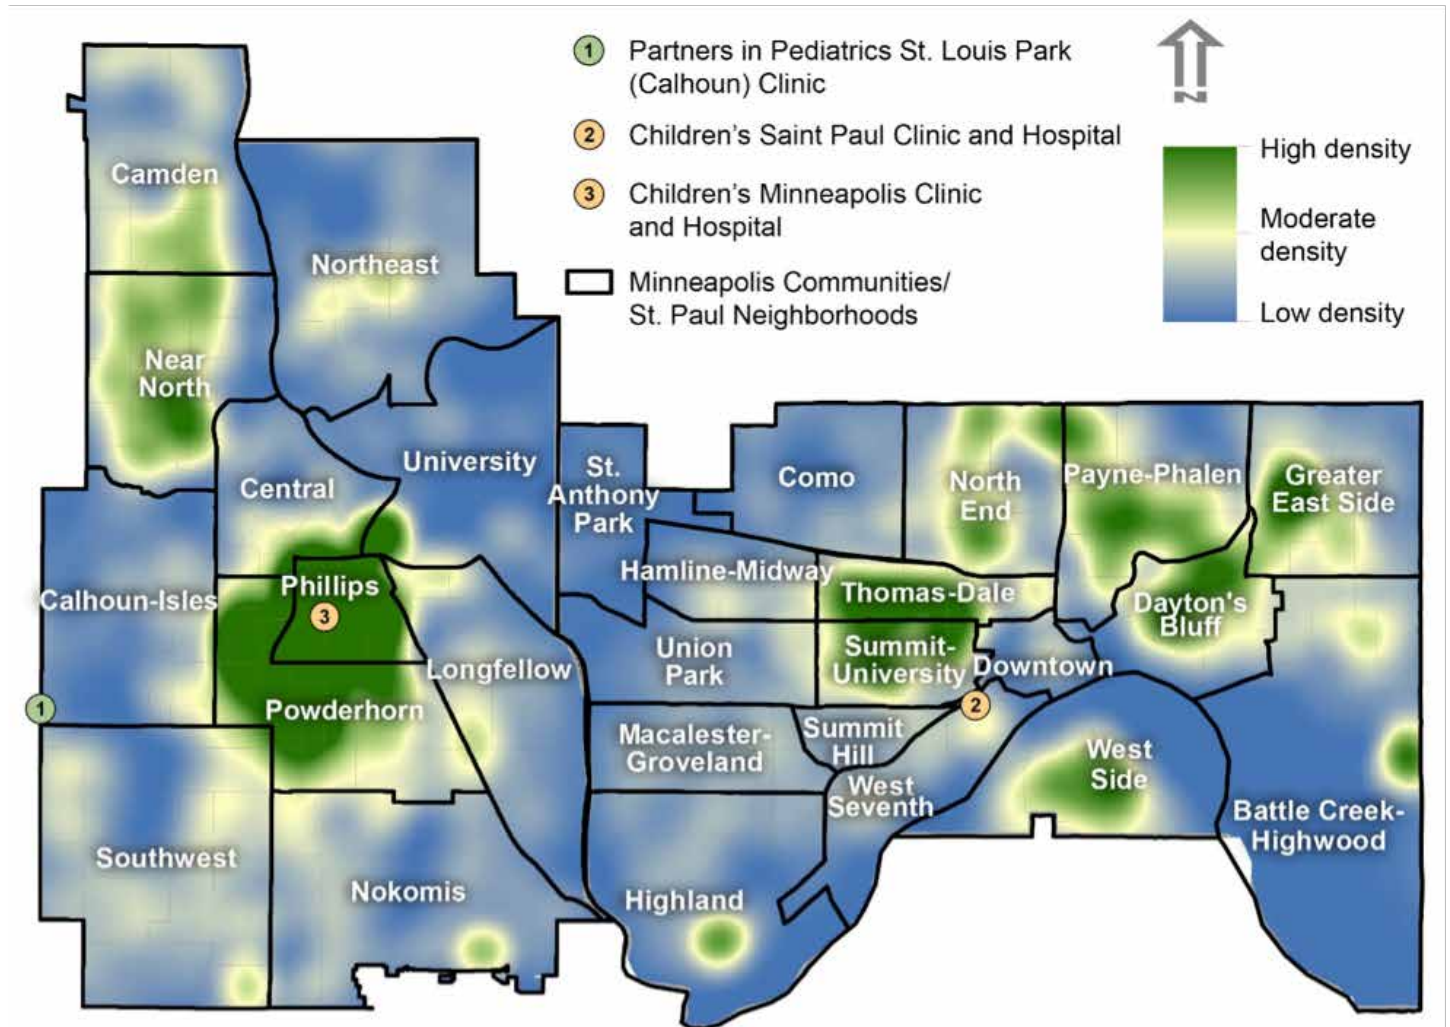 1 Partners in Pediatrics St. Louis Park
(Calhoun) Clinic
2 Children's Saint Paul Clinic and Hospital
3 Children's Minneapolis Clinic
and Hospital
Minneapolis Communities/
St. Paul Neighborhoods
N
High density
Moderate
density
Low density
Camden
Northeast
Near
North
University
Central
St.
Anthony
Park
Como
North
End
Payne-Phalen
Greater
East Side
Phillips
3
Calhoun-Isles
Hamline-Midway
Thomas-Dale
Dayton's
Bluff
Union
Park
Summit-
University
Downtown
Longfellow
1
Powderhorn
2
Macalester-
Groveland
Summit
Hill
West
Side
West
Seventh
Battle Creek-
Highwood
Southwest
Nokomis
Highland